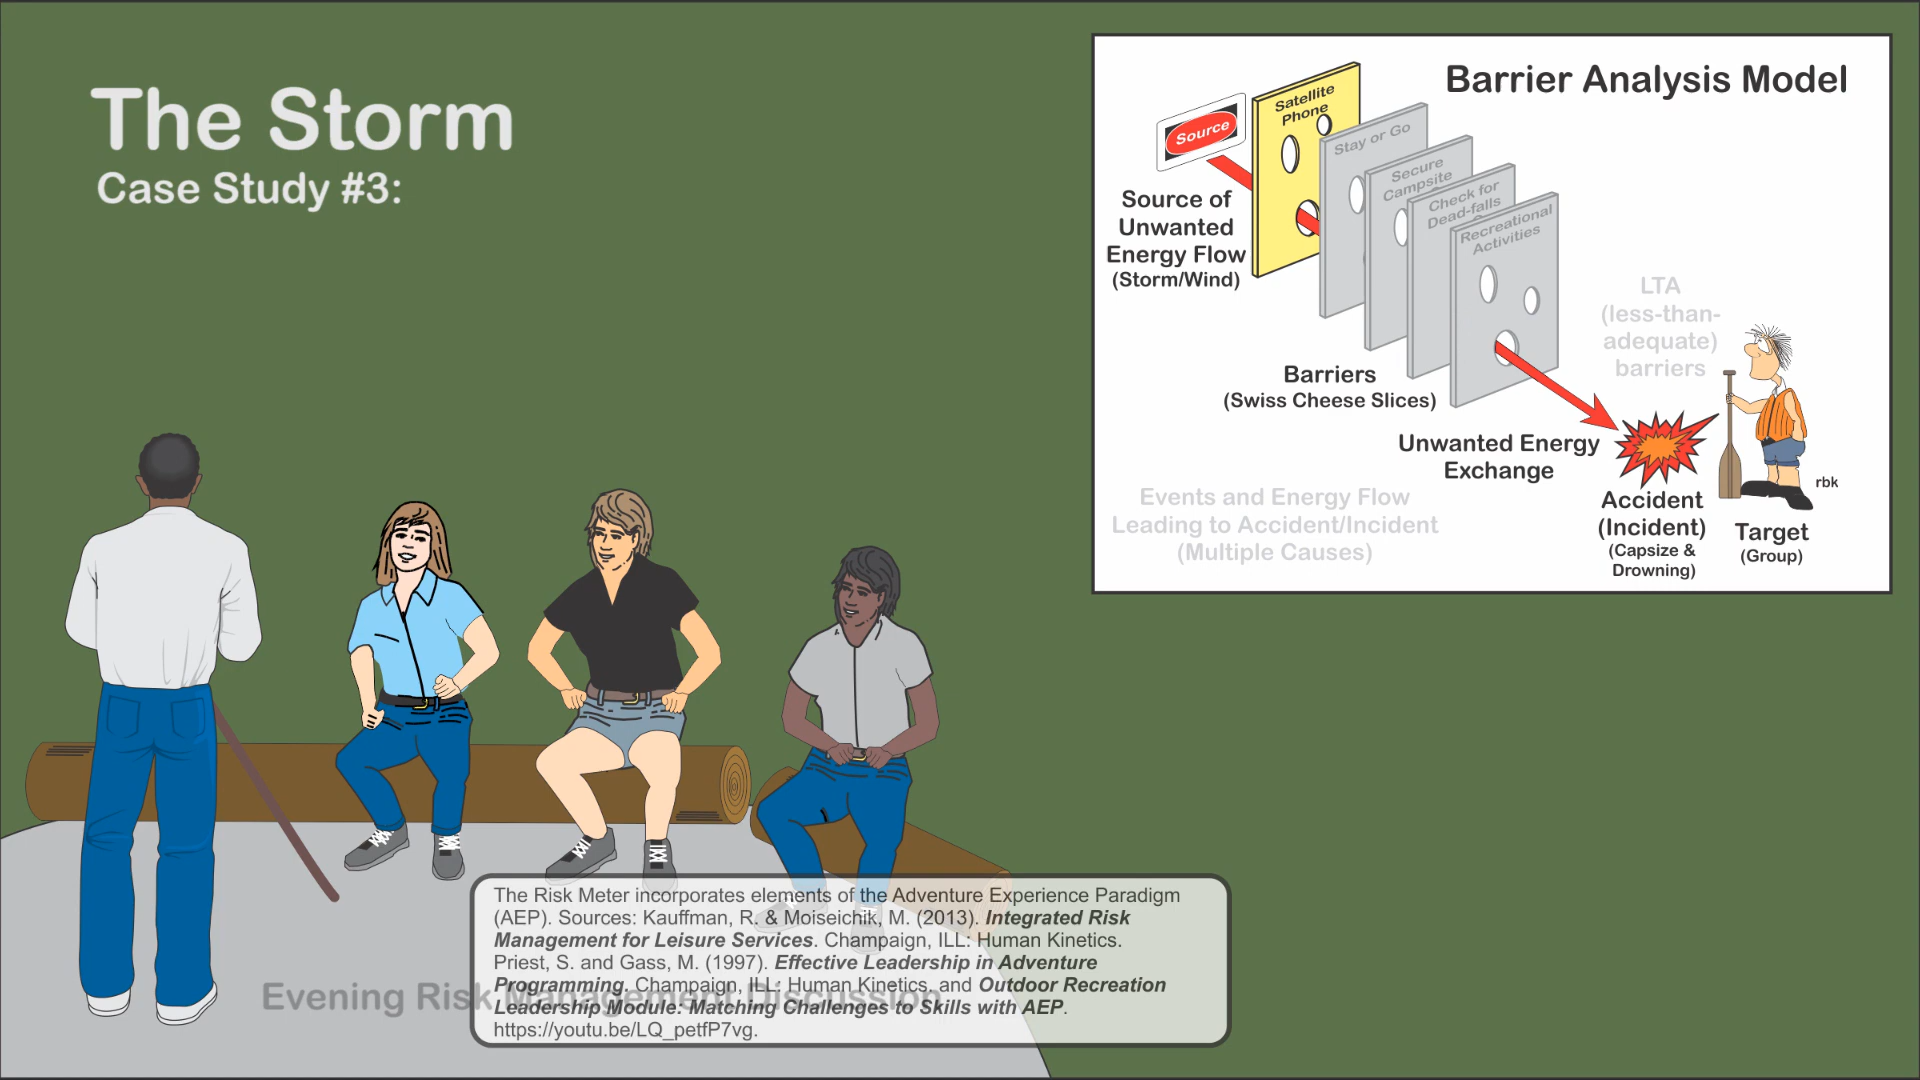 The Storm
Case Study #3:
Barrier Analysis Model
Source
Satellite
Phone
Stay or Go
Secure
Campsite
Check for
Dead-falls
Recreational
Activities
Source of
Unwanted
Energy Flow
(Storm/Wind)
LTA
(less-than-
adequate)
barriers
Barriers
(Swiss Cheese Slices)
Unwanted Energy
Exchange
rbk
Events and Energy Flow
Leading to Accident/Incident
(Multiple Causes)
Accident
(Incident)
(Capsize &
Drowning)
Target
(Group)
The Risk Meter incorporates elements of the Adventure Experience Paradigm
(AEP). Sources: Kauffman, R. & Moiseichik, M. (2013). Integrated Risk
Management for Leisure Services. Champaign, ILL: Human Kinetics.
Priest, S. and Gass, M. (1997). Effective Leadership in Adventure
Programming. Champaign, ILL: Human Kinetics, and Outdoor Recreation
Leadership Module: Matching Challenges to Skills with AEP.
https://youtu.be/LQ_petfP7vg.
Evening Risk Management Discussion